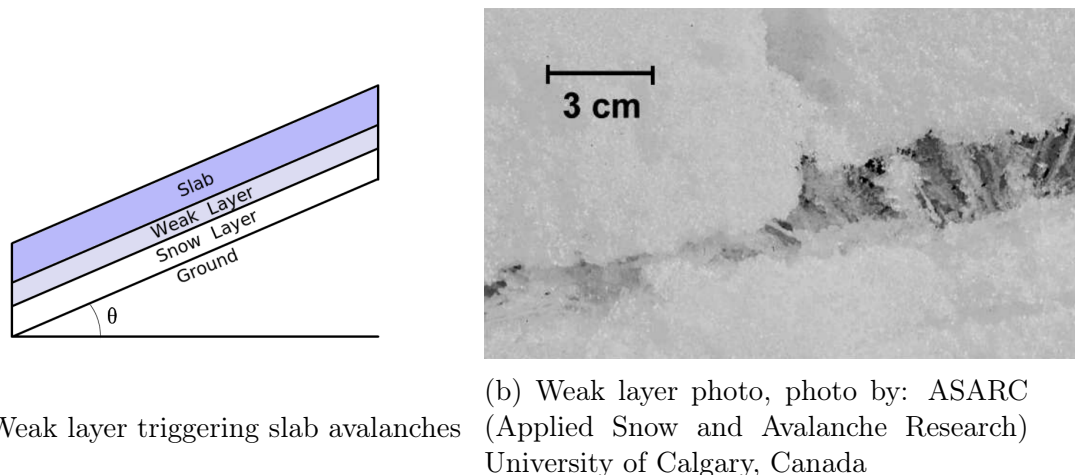 Slab
Weak Layer
Snow Layer
Ground
θ
3 cm
Weak layer triggering slab avalanches
(b) Weak layer photo, photo by: ASARC
(Applied Snow and Avalanche Research)
University of Calgary, Canada